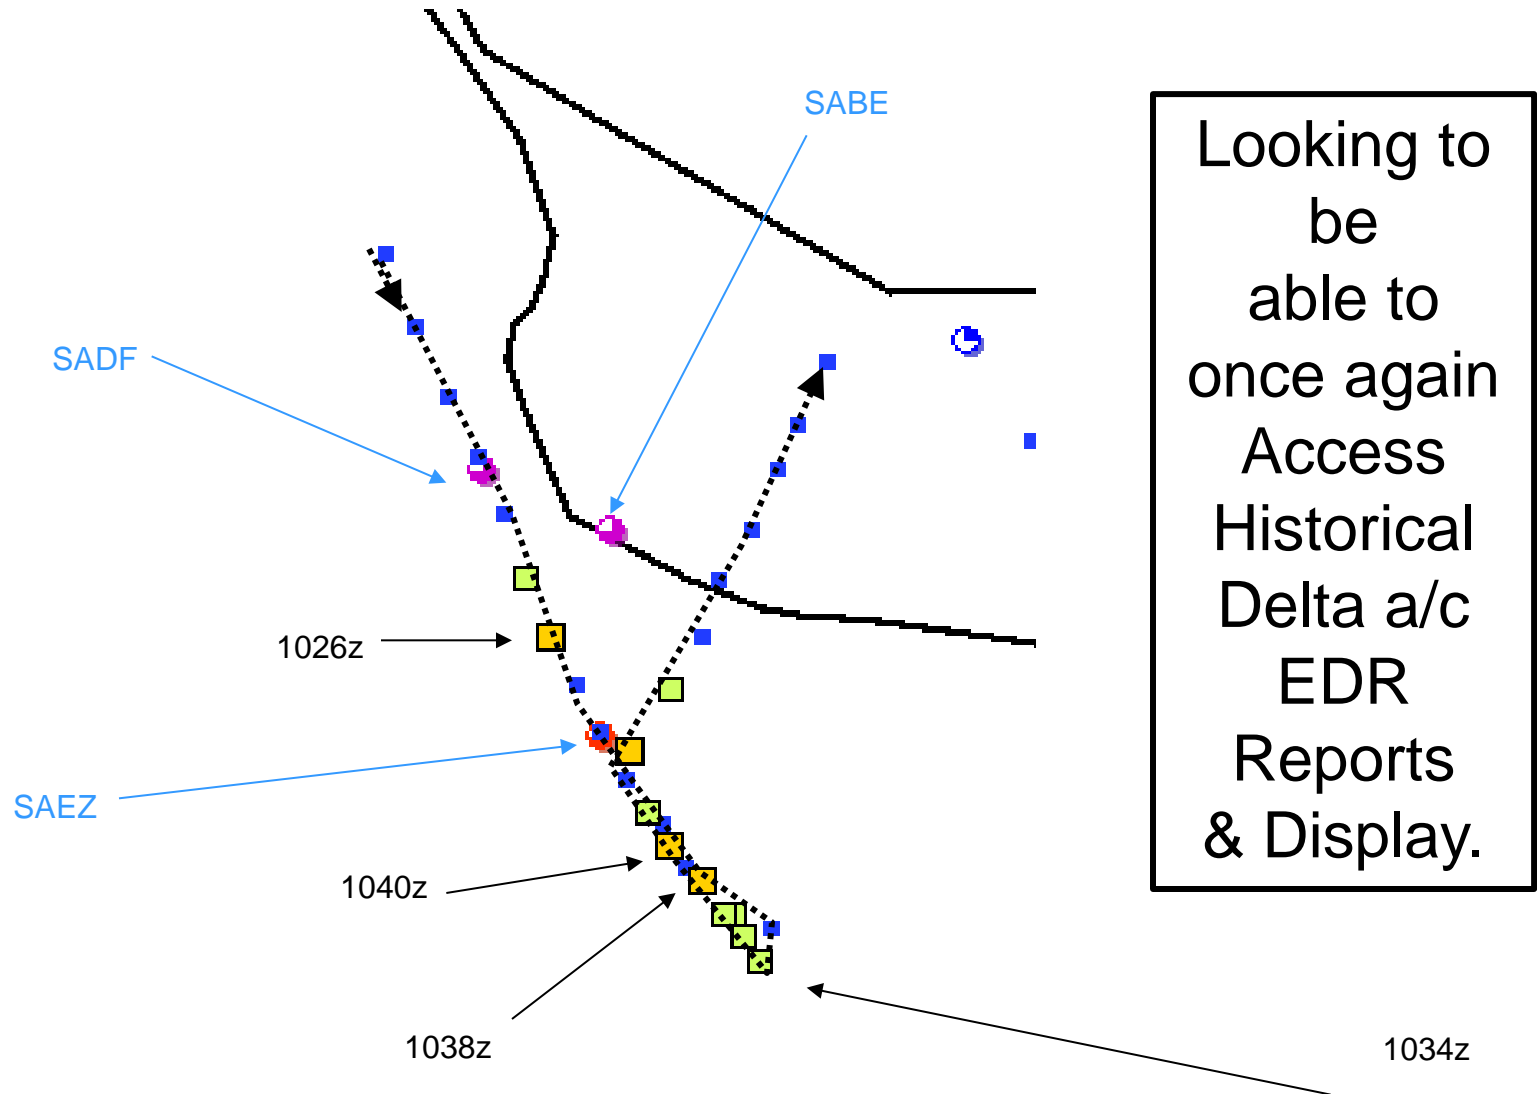 SABE
SADF
1026z
SAEZ
1040z
1038z
1034z
Looking to
be
able to
once again
Access
Historical
Delta a/c
EDR
Reports
& Display.